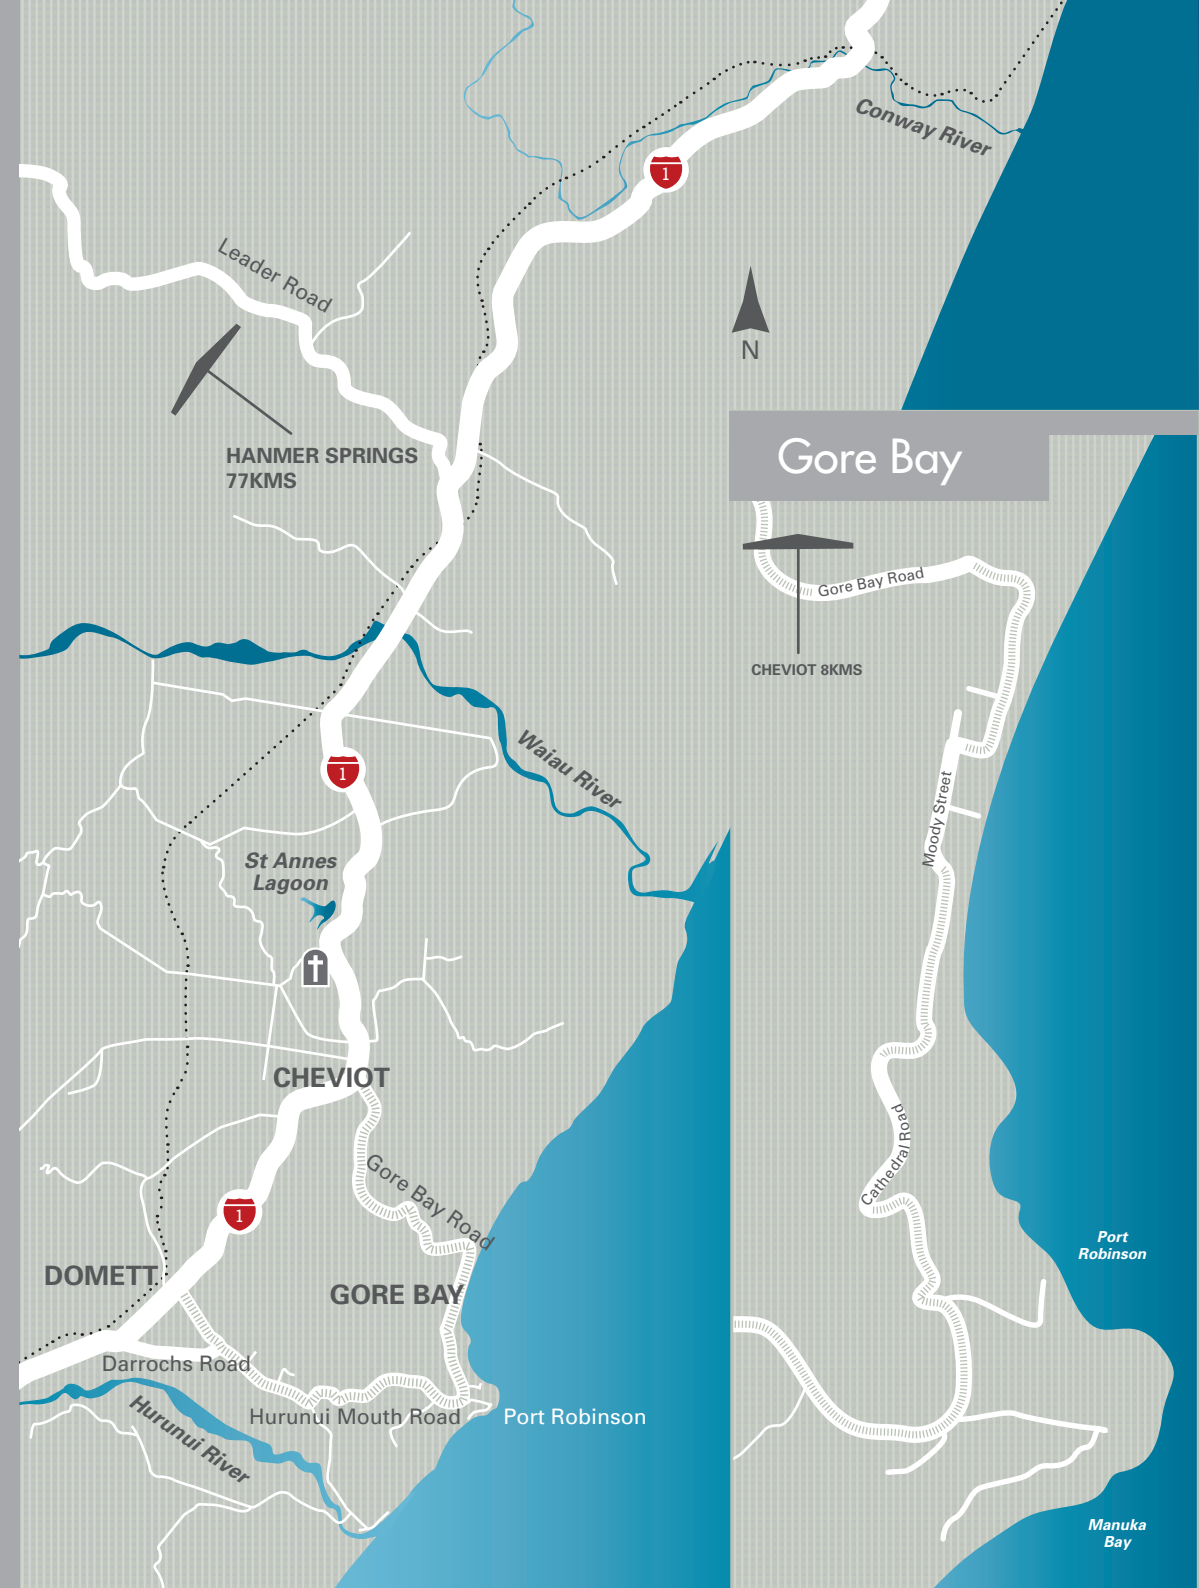 Conway River
1
Leader Road
N
HANMER SPRINGS
77KMS
Gore Bay
Gore Bay Road
CHEVIOT 8KMS
Waiau River
1
Moody Street
St Annes
Lagoon
CHEVIOT
Cathedral Road
Gore Bay Road
1
Port
Robinson
DOMETT
GORE BAY
Darrochs Road
Hurunui River
Hurunui Mouth Road
Port Robinson
Manuka
Bay